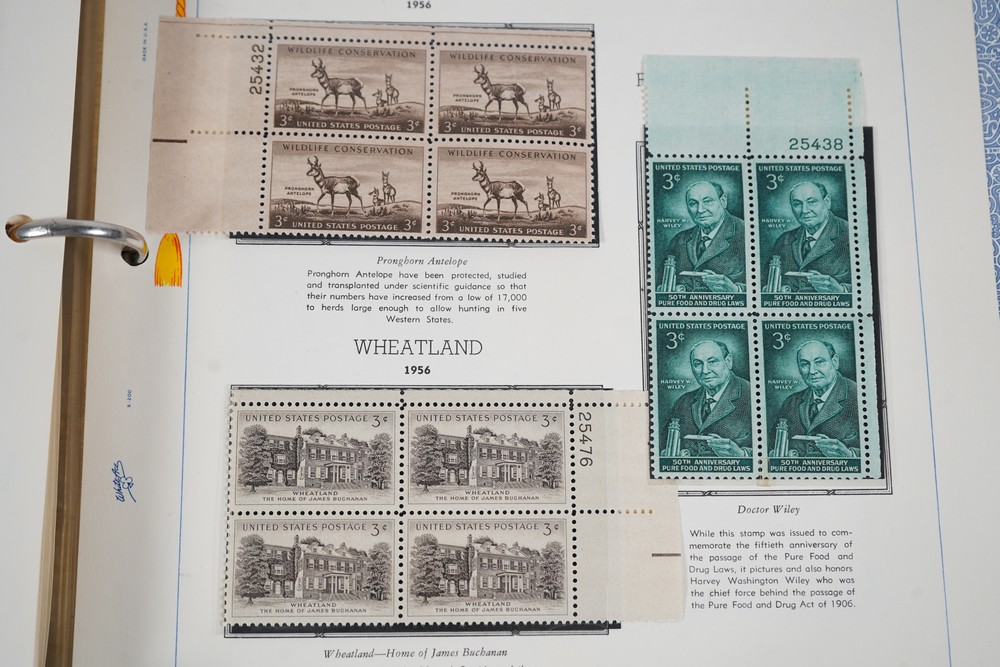 1956
MADE IN U.S.A.
25432
WILDLIFE CONSERVATION
PRONGHORN
ANTELOPE
3¢ 3¢
UNITED STATES POSTAGE
WILDLIFE CONSERVATION
PRONGHORN
ANTELOPE
3¢ 3¢
UNITED STATES POSTAGE
WILDLIFE CONSERVATION
PRONGHORN
ANTELOPE
3¢ 3¢
UNITED STATES POSTAGE
WILDLIFE CONSERVATION
PRONGHORN
ANTELOPE
3¢ 3¢
UNITED STATES POSTAGE
Pronghorn Antelope
Pronghorn Antelope have been protected, studied
and transplanted under scientific guidance so that
their numbers have increased from a low of 17,000
to herds large enough to allow hunting in five
Western States.
WHEATLAND
1956
25476
UNITED STATES POSTAGE 3¢
WHEATLAND
THE HOME OF JAMES BUCHANAN
UNITED STATES POSTAGE 3¢
WHEATLAND
THE HOME OF JAMES BUCHANAN
UNITED STATES POSTAGE 3¢
WHEATLAND
THE HOME OF JAMES BUCHANAN
UNITED STATES POSTAGE 3¢
WHEATLAND
THE HOME OF JAMES BUCHANAN
Wheatland—Home of James Buchanan
25438
UNITED STATES POSTAGE
3¢
HARVEY W.
WILEY
50TH ANNIVERSARY
PURE FOOD AND DRUG LAWS
UNITED STATES POSTAGE
3¢
HARVEY W.
WILEY
50TH ANNIVERSARY
PURE FOOD AND DRUG LAWS
UNITED STATES POSTAGE
3¢
HARVEY W.
WILEY
50TH ANNIVERSARY
PURE FOOD AND DRUG LAWS
UNITED STATES POSTAGE
3¢
HARVEY W.
WILEY
50TH ANNIVERSARY
PURE FOOD AND DRUG LAWS
Doctor Wiley
While this stamp was issued to com-
memorate the fiftieth anniversary of
the passage of the Pure Food and
Drug Laws, it pictures and also honors
Harvey Washington Wiley who was
the chief force behind the passage of
the Pure Food and Drug Act of 1906.